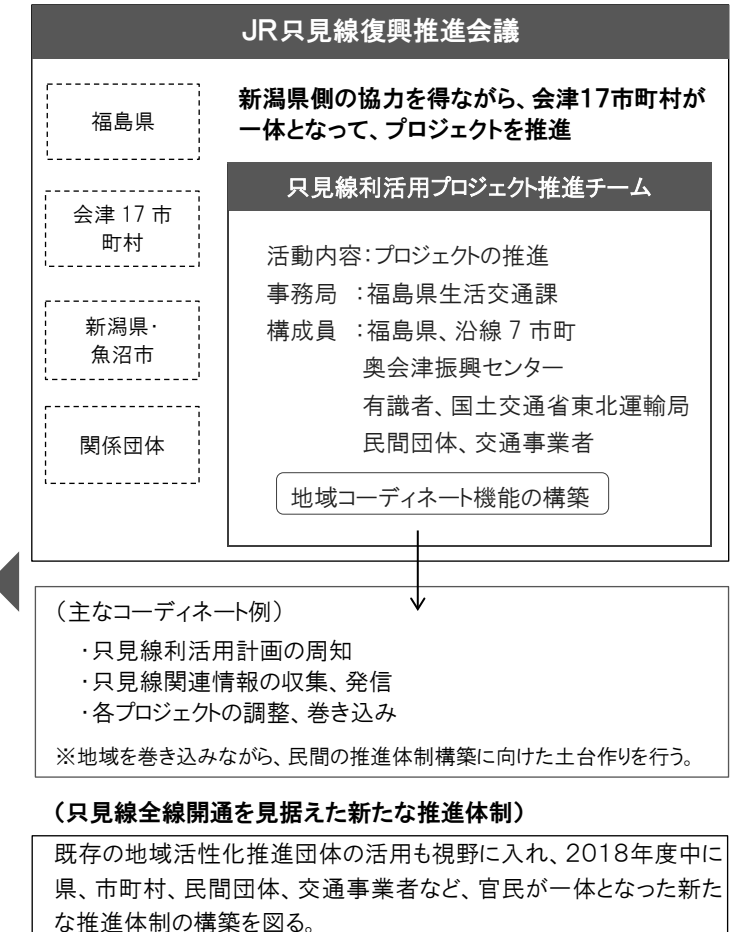 JR只見線復興推進会議
福島県
会津 17 市
町村
新潟県・
魚沼市
関係団体
新潟県側の協力を得ながら、会津17市町村が
一体となって、プロジェクトを推進
只見線利活用プロジェクト推進チーム
活動内容：プロジェクトの推進
事務局　：福島県生活交通課
構成員　：福島県、沿線 7 市町
奥会津振興センター
有識者、国土交通省東北運輸局
民間団体、交通事業者
地域コーディネート機能の構築
（主なコーディネート例）
・只見線利活用計画の周知
・只見線関連情報の収集、発信
・各プロジェクトの調整、巻き込み
※地域を巻き込みながら、民間の推進体制構築に向けた土台作りを行う。
（只見線全線開通を見据えた新たな推進体制）
既存の地域活性化推進団体の活用も視野に入れ、2018年度中に
県、市町村、民間団体、交通事業者など、官民が一体となった新た
な推進体制の構築を図る。